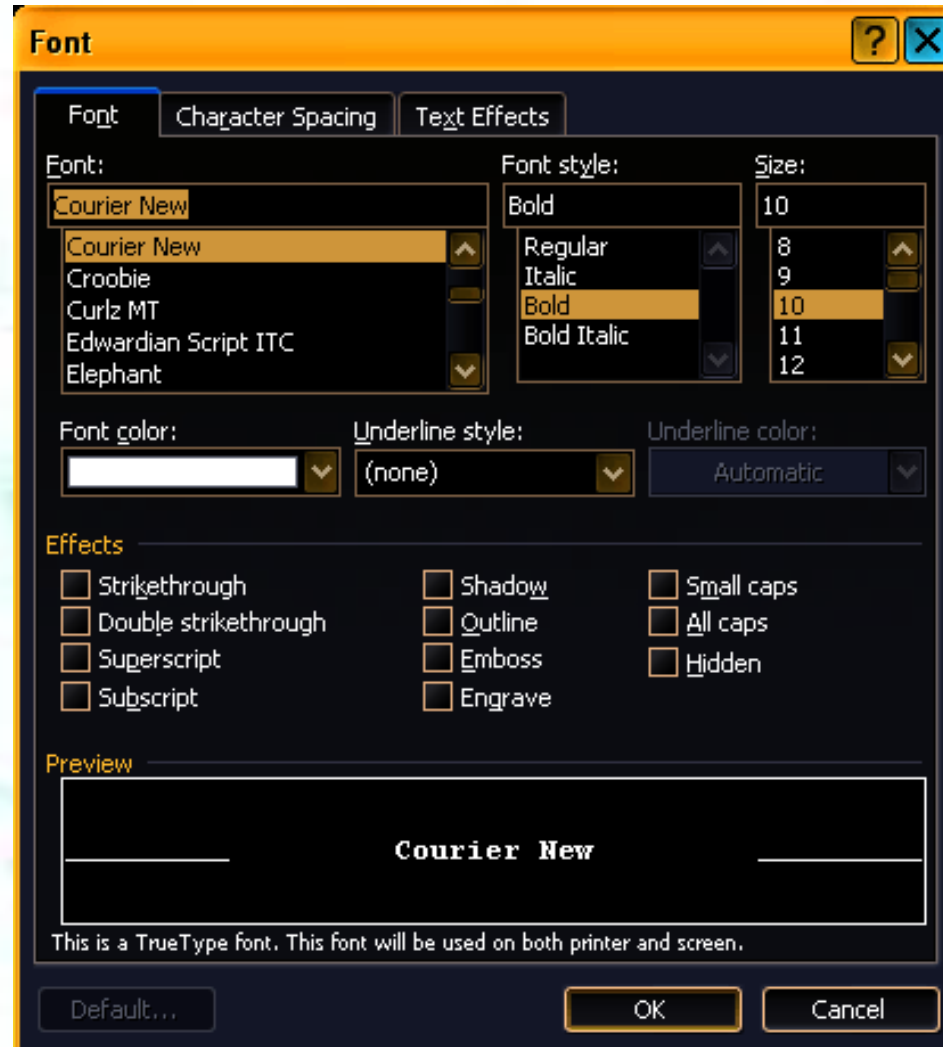 Font
Font Character Spacing Text Effects
Font: Font style: Size:
Courier New Bold 10
Courier New Regular 8
Croobie Italic 9
Curlz MT Bold 10
Edwardian Script ITC Bold Italic 11
Elephant 12
Font color: Underline style: Underline color:
(none) Automatic
Effects
Strikethrough Shadow Small caps
Double strikethrough Outline All caps
Superscript Emboss Hidden
Subscript Engrave
Preview
Courier New
This is a TrueType font. This font will be used on both printer and screen.
Default... OK Cancel